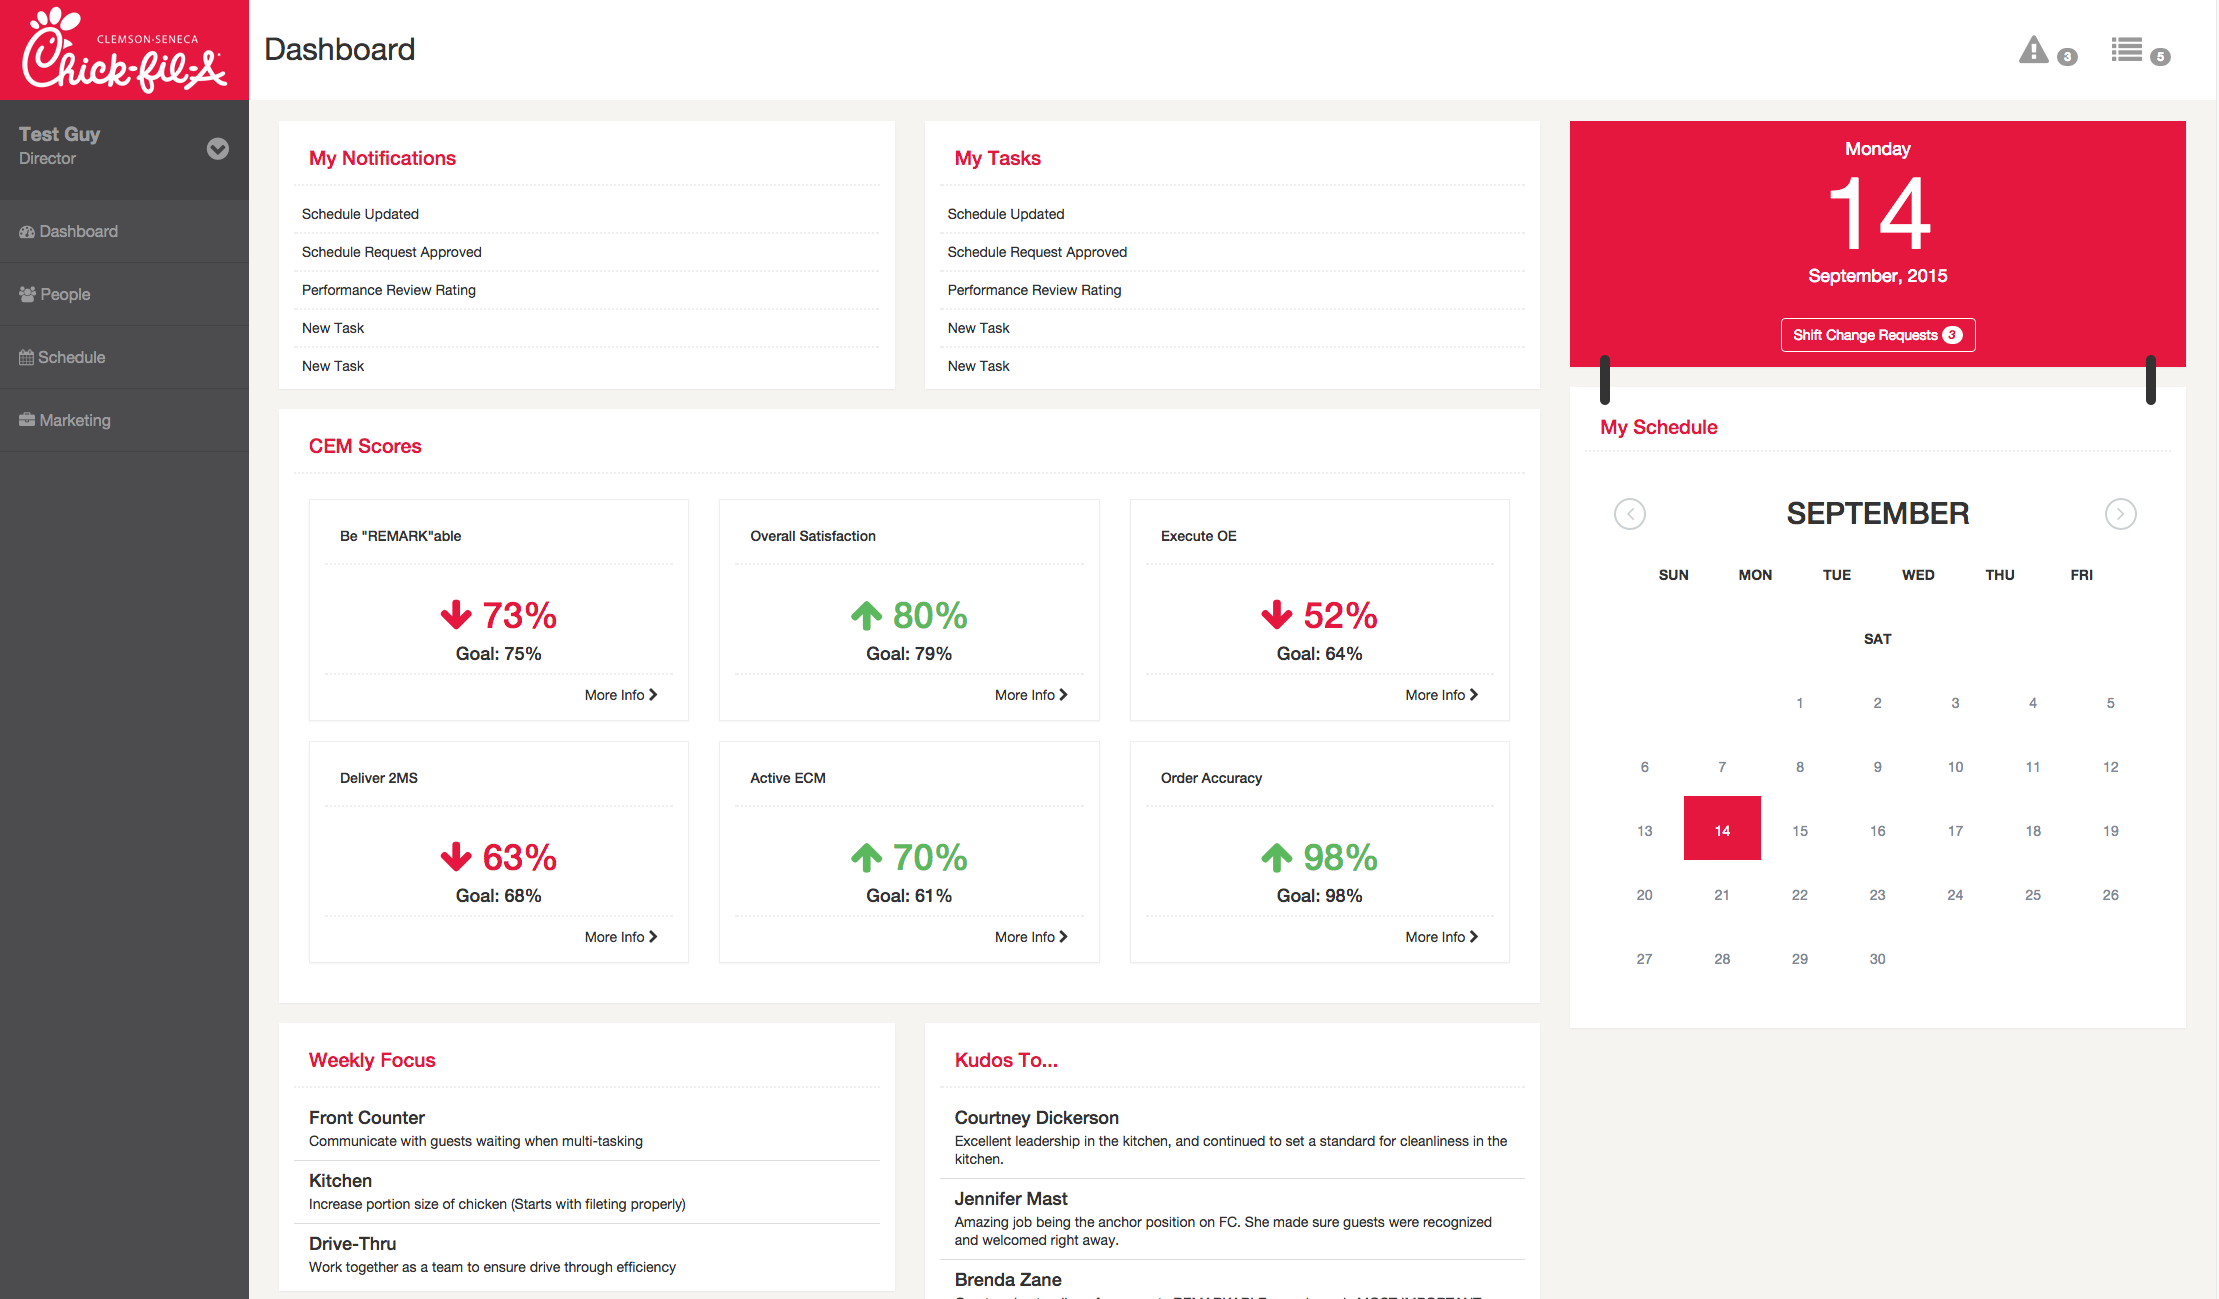 CLEMSON·SENECA
Chick-fil-A
Dashboard
3
5
Test Guy
Director
Dashboard
People
Schedule
Marketing
My Notifications
Schedule Updated
Schedule Request Approved
Performance Review Rating
New Task
New Task
My Tasks
Schedule Updated
Schedule Request Approved
Performance Review Rating
New Task
New Task
Monday
14
September, 2015
Shift Change Requests 3
CEM Scores
Be "REMARK"able
73%
Goal: 75%
More Info
Overall Satisfaction
80%
Goal: 79%
More Info
Execute OE
52%
Goal: 64%
More Info
Deliver 2MS
63%
Goal: 68%
More Info
Active ECM
70%
Goal: 61%
More Info
Order Accuracy
98%
Goal: 98%
More Info
My Schedule
SEPTEMBER
SUN MON TUE WED THU FRI
SAT
1 2 3 4 5
6 7 8 9 10 11 12
13 14 15 16 17 18 19
20 21 22 23 24 25 26
27 28 29 30
Weekly Focus
Front Counter
Communicate with guests waiting when multi-tasking
Kitchen
Increase portion size of chicken (Starts with fileting properly)
Drive-Thru
Work together as a team to ensure drive through efficiency
Kudos To...
Courtney Dickerson
Excellent leadership in the kitchen, and continued to set a standard for cleanliness in the
kitchen.
Jennifer Mast
Amazing job being the anchor position on FC. She made sure guests were recognized
and welcomed right away.
Brenda Zane